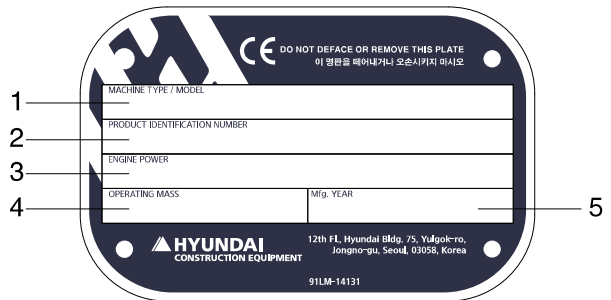 CE DO NOT DEFACE OR REMOVE THIS PLATE
이 명판을 떼어내거나 오손시키지 마시오
1 MACHINE TYPE / MODEL
2 PRODUCT IDENTIFICATION NUMBER
3 ENGINE POWER
4 OPERATING MASS Mfg. YEAR 5
HYUNDAI
CONSTRUCTION EQUIPMENT
12th Fl., Hyundai Bldg. 75, Yulgok-ro,
Jongno-gu, Seoul, 03058, Korea
91LM-14131